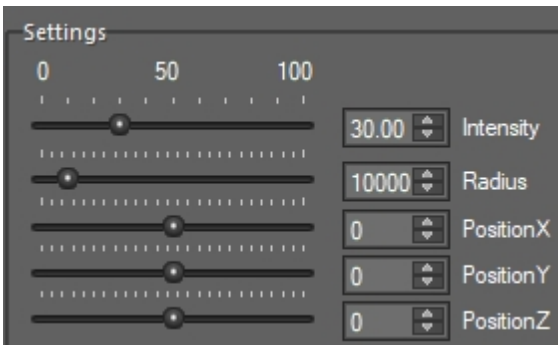 Settings
0 50 100
30.00 Intensity
10000 Radius
0 PositionX
0 PositionY
0 PositionZ